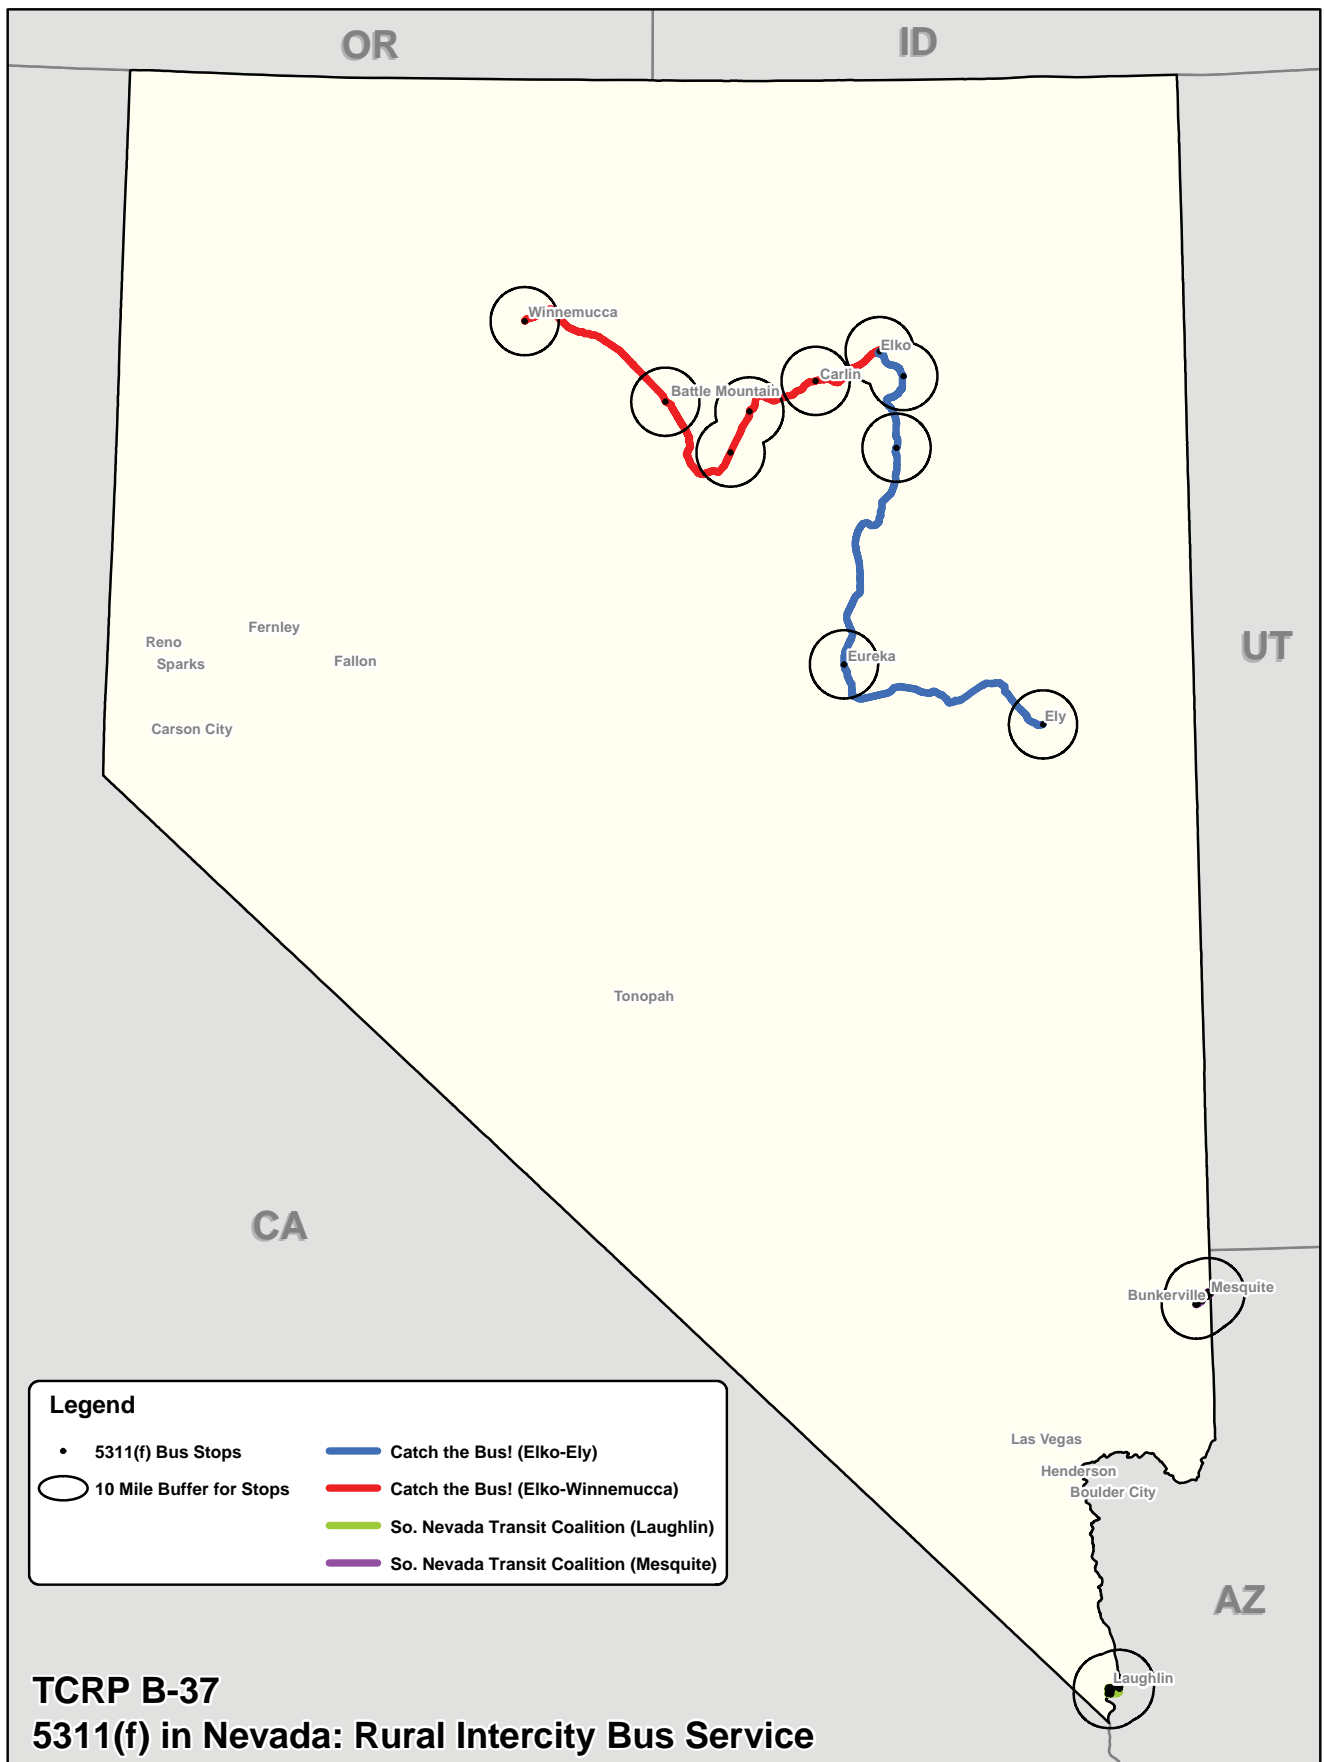 OR
ID
Winnemucca
Elko
Carlin
Battle Mountain
Fernley
Reno
Sparks
Fallon
Eureka
UT
Ely
Carson City
Tonopah
CA
Mesquite
Bunkerville
Legend
5311(f) Bus Stops
10 Mile Buffer for Stops
Catch the Bus! (Elko-Ely)
Catch the Bus! (Elko-Winnemucca)
So. Nevada Transit Coalition (Laughlin)
So. Nevada Transit Coalition (Mesquite)
Las Vegas
Henderson
Boulder City
AZ
Laughlin
TCRP B-37
5311(f) in Nevada: Rural Intercity Bus Service